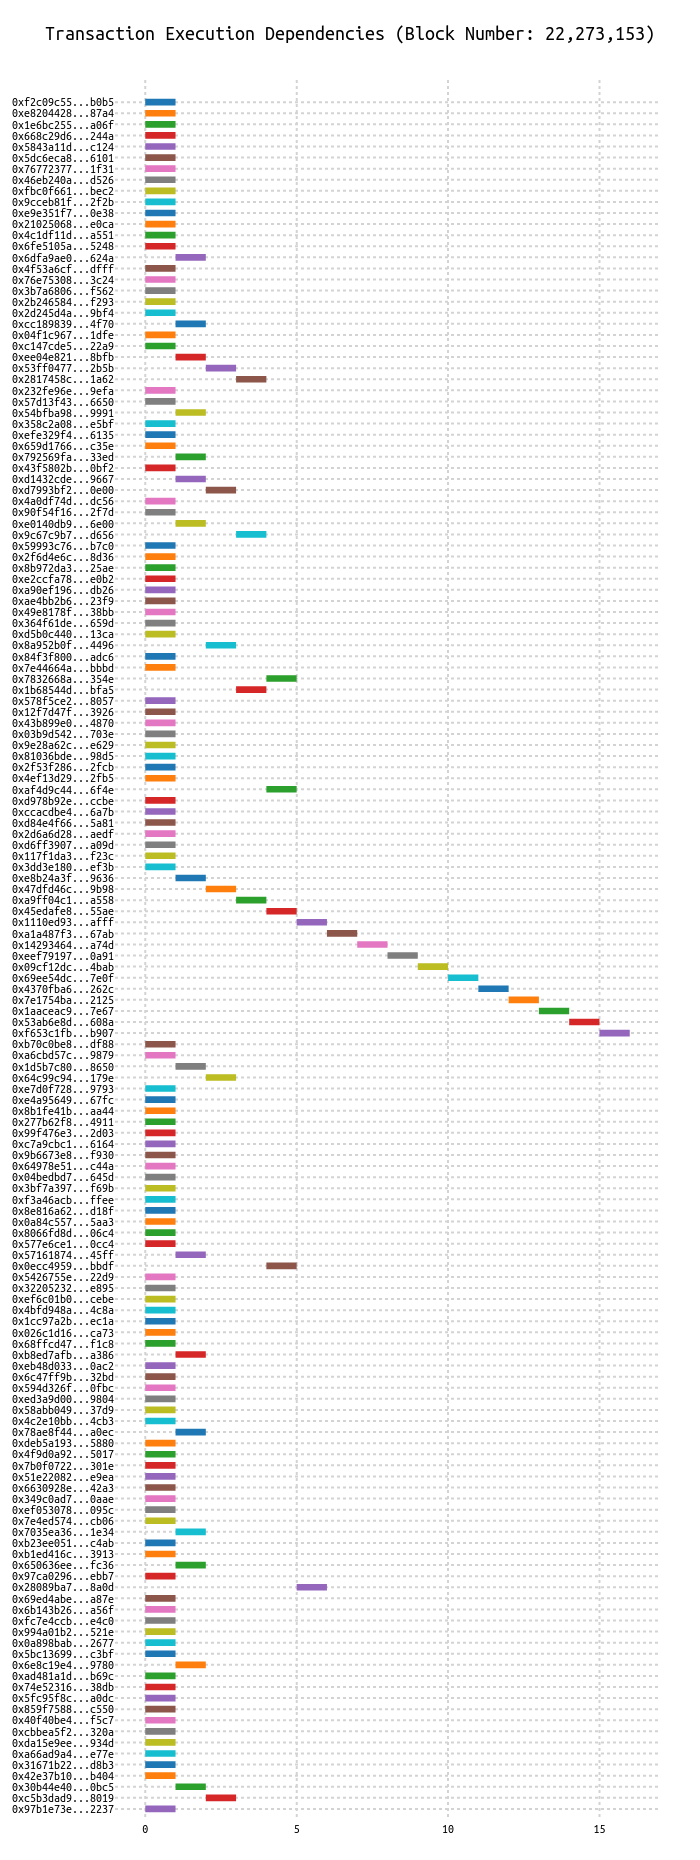 Transaction Execution Dependencies (Block Number: 22,273,153)
0xf2c09c55...b0b5
0xe8204428...87a4
0x1e6bc255...a06f
0x668c29d6...244a
0x5843a11d...c124
0x5dc6eca8...6101
0x76772377...1f31
0x46eb240a...d526
0xfbc0f661...bec2
0x9cceb81f...2f2b
0xe9e351f7...0e38
0x21025068...e0ca
0x4c1df11d...a551
0x6fe5105a...5248
0x6dfa9ae0...624a
0x4f53a6cf...dfff
0x76e75308...3c24
0x3b7a6806...f562
0x2b246584...f293
0x2d245d4a...9bf4
0xcc189839...4f70
0x04f1c967...1dfe
0xc147cde5...22a9
0xee04e821...8bfb
0x53ff0477...2b5b
0x2817458c...1a62
0x232fe96e...9efa
0x57d13f43...6650
0x54bfba98...9991
0x358c2a08...e5bf
0xefe329f4...6135
0x659d1766...c35e
0x792569fa...33ed
0x43f5802b...0bf2
0xd1432cde...9667
0xd7993bf2...0e00
0x4a0df74d...dc56
0x90f54f16...2f7d
0xe0140db9...6e00
0x9c67c9b7...d656
0x59993c76...b7c0
0x2f6d4e6c...8d36
0x8b972da3...25ae
0xe2ccfa78...e0b2
0xa90ef196...db26
0xae4bb2b6...23f9
0x49e8178f...38bb
0x364f61de...659d
0xd5b0c440...13ca
0x8a952b0f...4496
0x84f3f800...adc6
0x7e44664a...bbbd
0x7832668a...354e
0x1b68544d...bfa5
0x578f5ce2...8057
0x12f7d47f...3926
0x43b899e0...4870
0x03b9d542...703e
0x9e28a62c...e629
0x81036bde...98d5
0x2f53f286...2fcb
0x4ef13d29...2fb5
0xaf4d9c44...6f4e
0xd978b92e...ccbe
0xccacdbe4...6a7b
0xd84e4f66...5a81
0x2d6a6d28...aedf
0xd6ff3907...a09d
0x117f1da3...f23c
0x3dd3e180...ef3b
0xe8b24a3f...9636
0x47dfd46c...9b98
0xa9ff04c1...a558
0x45edafe8...55ae
0x1110ed93...afff
0xa1a487f3...67ab
0x14293464...a74d
0xeef79197...0a91
0x09cf12dc...4bab
0x69ee54dc...7e0f
0x4370fba6...262c
0x7e1754ba...2125
0x1aaceac9...7e67
0x53ab6e8d...608a
0xf653c1fb...b907
0xb70c0be8...df88
0xa6cbd57c...9879
0x1d5b7c80...8650
0x64c99c94...179e
0xe7d0f728...9793
0xe4a95649...67fc
0x8b1fe41b...aa44
0x277b62f8...4911
0x99f476e3...2d03
0xc7a9cbc1...6164
0x9b6673e8...f930
0x64978e51...c44a
0x04bedbd7...645d
0x3bf7a397...f69b
0xf3a46acb...ffee
0x8e816a62...d18f
0x0a84c557...5aa3
0x8066fd8d...06c4
0x577e6ce1...0cc4
0x57161874...45ff
0x0ecc4959...bbdf
0x5426755e...22d9
0x32205232...e895
0xef6c01b0...cebe
0x4bfd948a...4c8a
0x1cc97a2b...ec1a
0x026c1d16...ca73
0x68ffcd47...f1c8
0xb8ed7afb...a386
0xeb48d033...0ac2
0x6c47ff9b...32bd
0x594d326f...0fbc
0xed3a9d00...9804
0x58abb049...37d9
0x4c2e10bb...4cb3
0x78ae8f44...a0ec
0xdeb5a193...5880
0x4f9d0a92...5017
0x7b0f0722...301e
0x51e22082...e9ea
0x6630928e...42a3
0x349c0ad7...0aae
0xef053078...095c
0x7e4ed574...cb06
0x7035ea36...1e34
0xb23ee051...c4ab
0xb1ed416c...3913
0x650636ee...fc36
0x97ca0296...ebb7
0x28089ba7...8a0d
0x69ed4abe...a87e
0x6b143b26...a56f
0xfc7e4ccb...e4c0
0x994a01b2...521e
0x0a898bab...2677
0x5bc13699...c3bf
0x6e8c19e4...9780
0xad481a1d...b69c
0x74e52316...38db
0x5fc95f8c...a0dc
0x859f7588...c550
0x40f40be4...f5c7
0xcbbea5f2...320a
0xda15e9ee...934d
0xa66ad9a4...e77e
0x31671b22...d8b3
0x42e37b10...b404
0x30b44e40...0bc5
0xc5b3dad9...8019
0x97b1e73e...2237
0 5 10 15